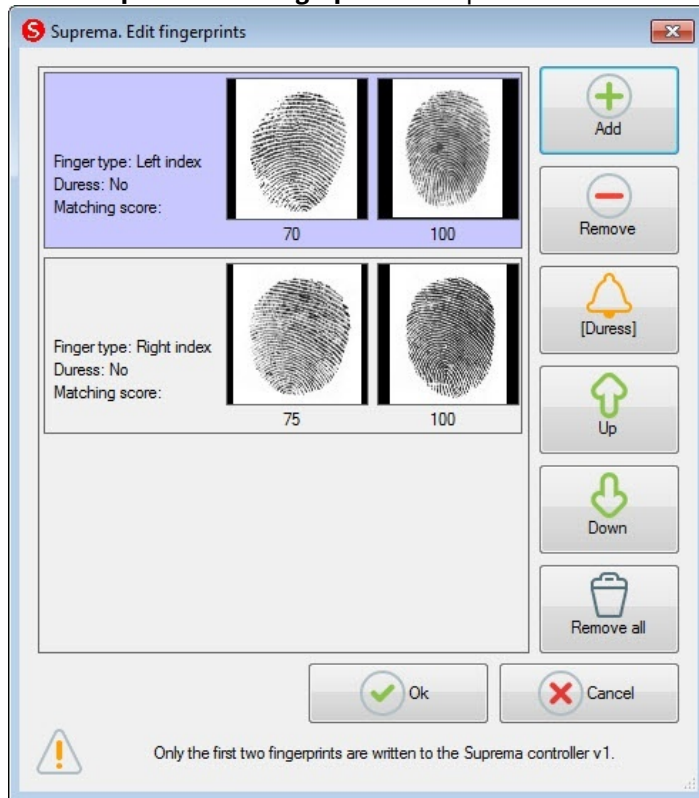 Suprema. Edit fingerprints
Finger type: Left index
Duress: No
Matching score:
70 100
Finger type: Right index
Duress: No
Matching score:
75 100
Add
Remove
[Duress]
Up
Down
Remove all
Ok
Cancel
Only the first two fingerprints are written to the Suprema controller v1.